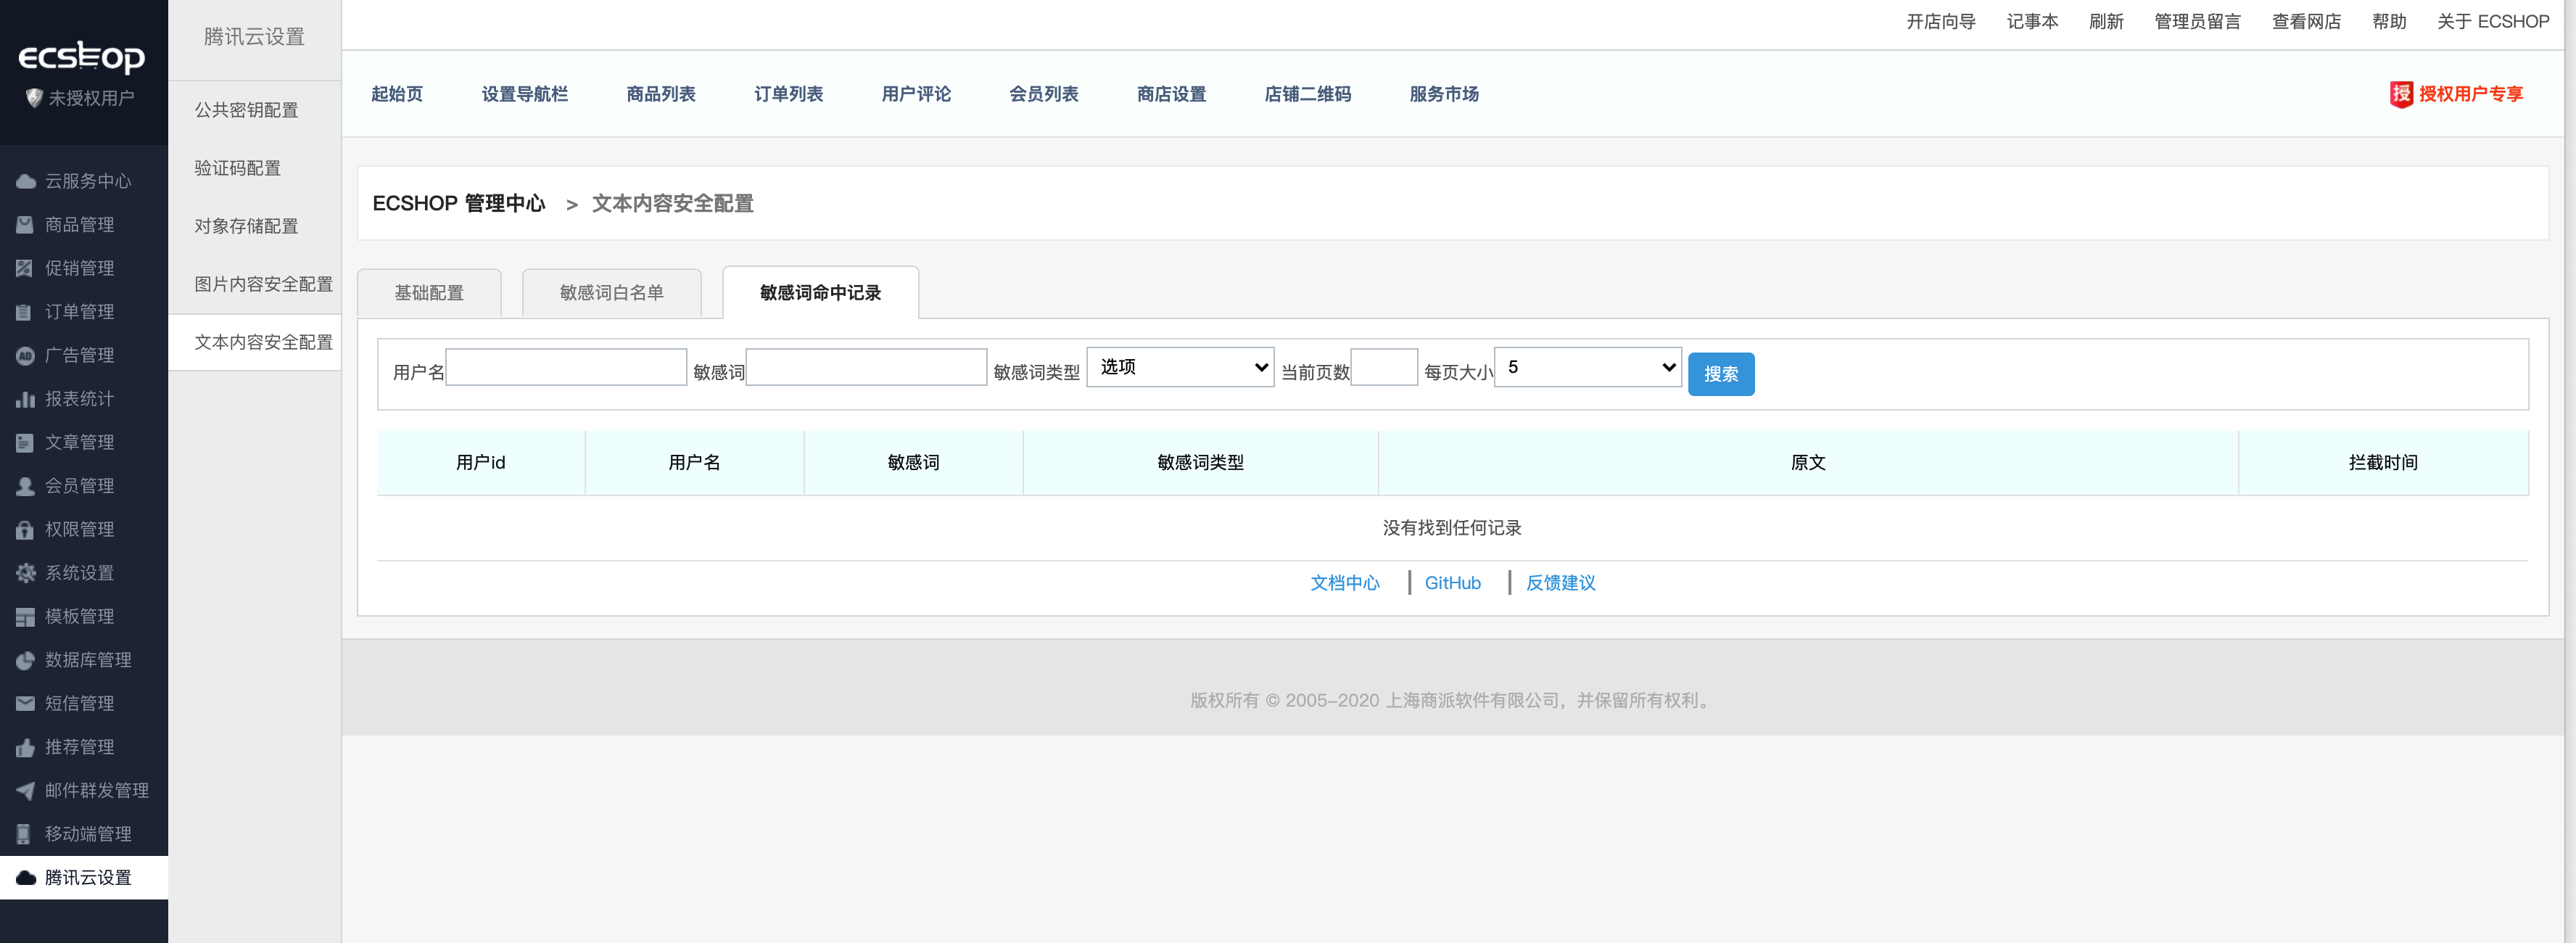 ecshop
未授权用户
云服务中心
商品管理
促销管理
订单管理
广告管理
报表统计
文章管理
会员管理
权限管理
系统设置
模板管理
数据库管理
短信管理
推荐管理
邮件群发管理
移动端管理
腾讯云设置
腾讯云设置
公共密钥配置
验证码配置
对象存储配置
图片内容安全配置
文本内容安全配置
开店向导 记事本 刷新 管理员留言 查看网店 帮助 关于 ECSHOP
起始页 设置导航栏 商品列表 订单列表 用户评论 会员列表 商店设置 店铺二维码 服务市场 授 授权用户专享
ECSHOP 管理中心 > 文本内容安全配置
基础配置 敏感词白名单 敏感词命中记录
用户名 敏感词 敏感词类型 选项 当前页数 每页大小 5 搜索
用户id 用户名 敏感词 敏感词类型 原文 拦截时间
没有找到任何记录
文档中心 | GitHub | 反馈建议
版权所有 © 2005-2020 上海商派软件有限公司，并保留所有权利。